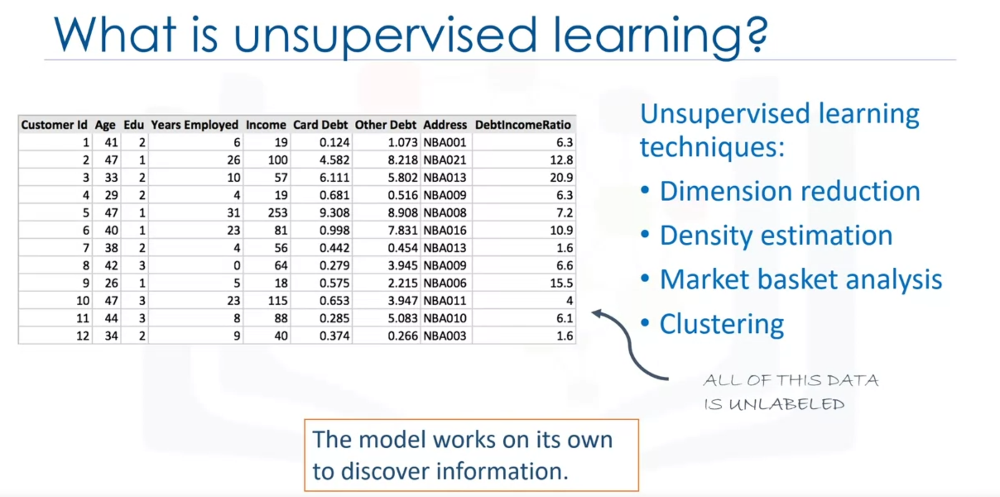 What is unsupervised learning?
Customer Id Age Edu Years Employed Income Card Debt Other Debt Address DebtIncomeRatio
1 41 2 6 19 0.124 1.073 NBA001 6.3
2 47 1 26 100 4.582 8.218 NBA021 12.8
3 33 2 10 57 6.111 5.802 NBA013 20.9
4 29 2 4 19 0.681 0.516 NBA009 6.3
5 47 1 31 253 9.308 8.908 NBA008 7.2
6 40 1 23 81 0.998 7.831 NBA016 10.9
7 38 2 4 56 0.442 0.454 NBA013 1.6
8 42 3 0 64 0.279 3.945 NBA009 6.6
9 26 1 5 18 0.575 2.215 NBA006 15.5
10 47 3 23 115 0.653 3.947 NBA011 4
11 44 3 8 88 0.285 5.083 NBA010 6.1
12 34 2 9 40 0.374 0.266 NBA003 1.6
Unsupervised learning
techniques:
• Dimension reduction
• Density estimation
• Market basket analysis
• Clustering
ALL OF THIS DATA
IS UNLABELED
The model works on its own
to discover information.